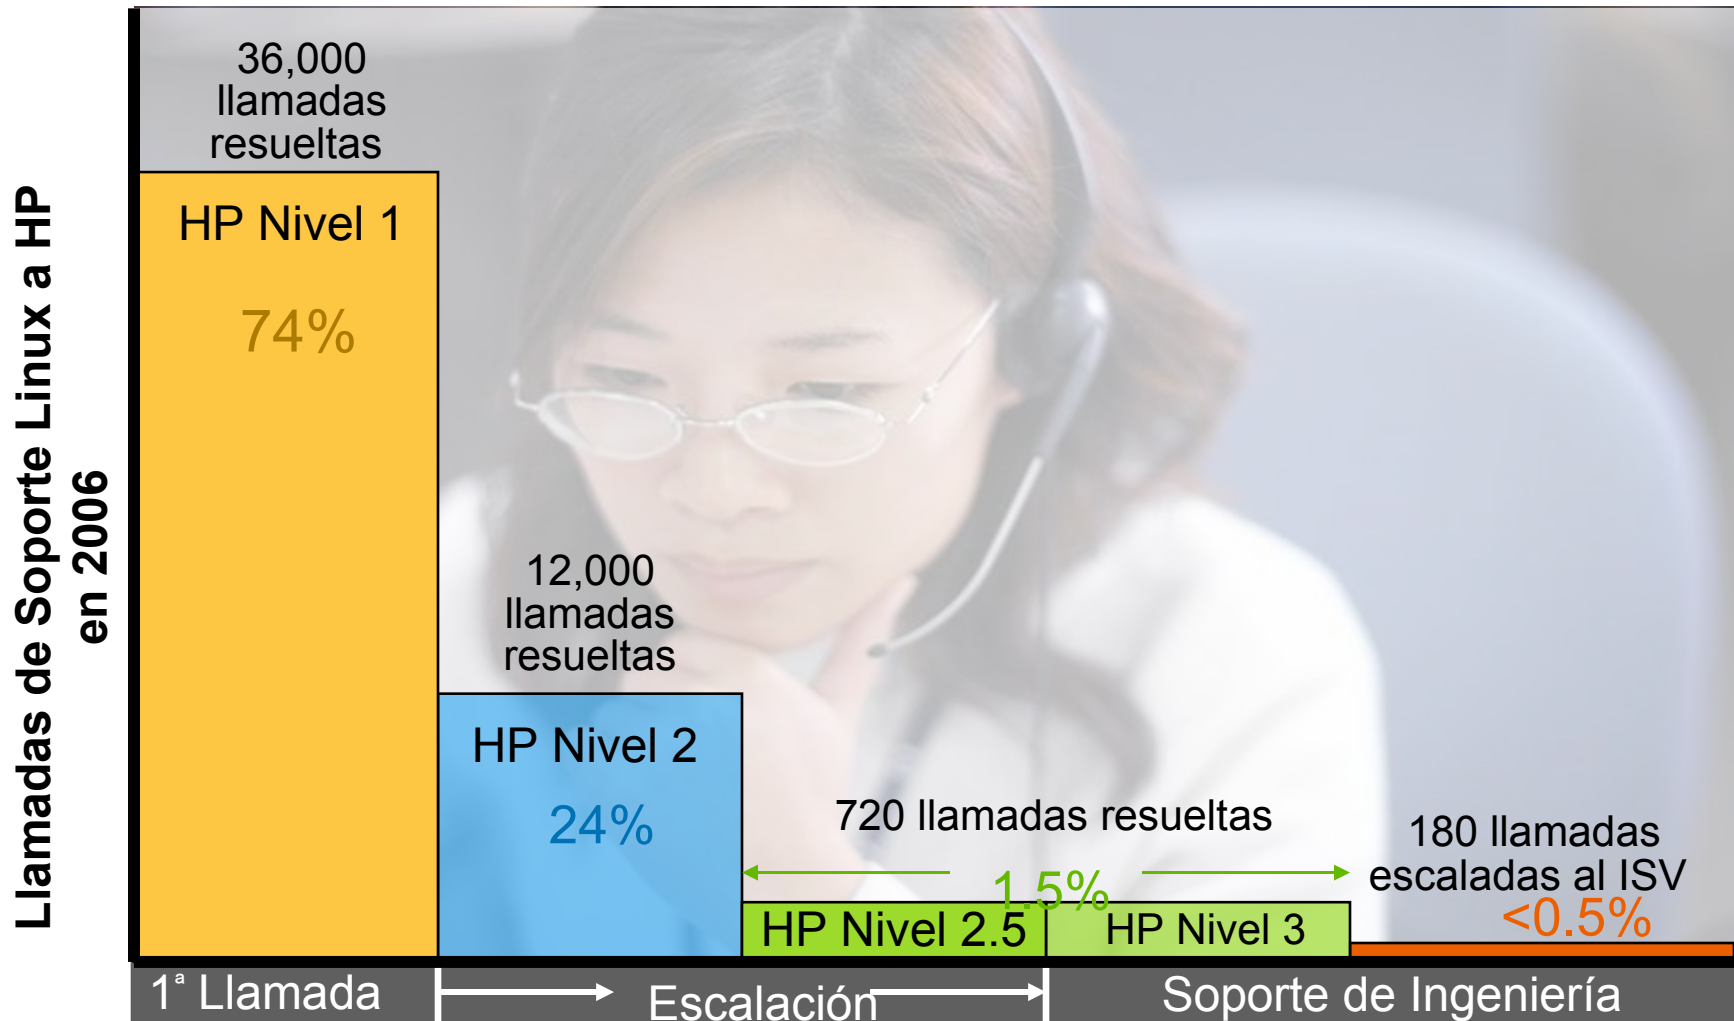 Llamadas de Soporte Linux a HP
en 2006
36,000
llamadas
resueltas
HP Nivel 1
74%
12,000
llamadas
resueltas
HP Nivel 2
24%
720 llamadas resueltas
1.5%
HP Nivel 2.5
HP Nivel 3
180 llamadas
escaladas al ISV
<0.5%
1ª Llamada
Escalación
Soporte de Ingeniería